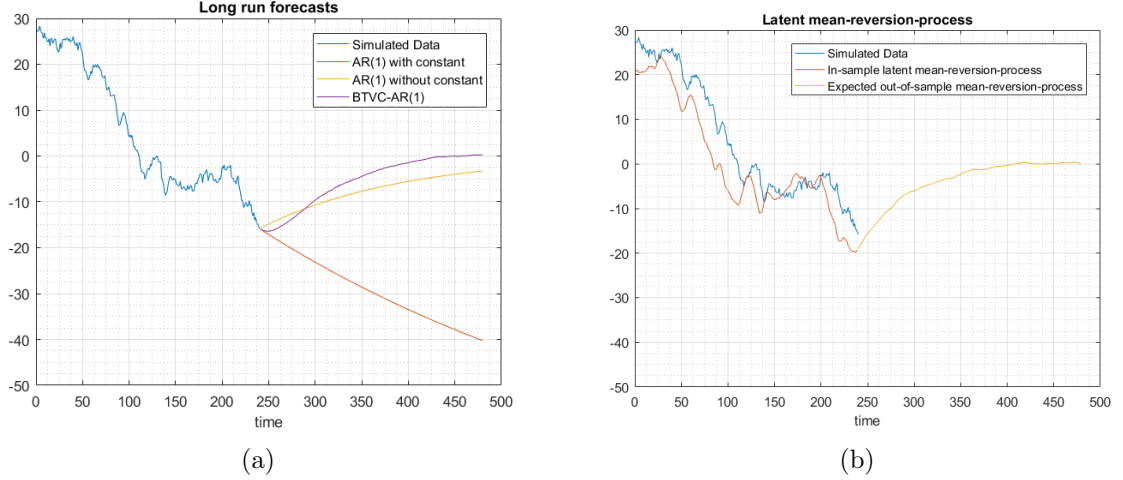 Long run forecasts
30
20
10
0
-10
-20
-30
-40
-50
Simulated Data
AR(1) with constant
AR(1) without constant
BTVC-AR(1)
0 50 100 150 200 250 300 350 400 450 500
time
(a)
Latent mean-reversion-process
30
20
10
0
-10
-20
-30
-40
-50
Simulated Data
In-sample latent mean-reversion-process
Expected out-of-sample mean-reversion-process
0 50 100 150 200 250 300 350 400 450 500
time
(b)